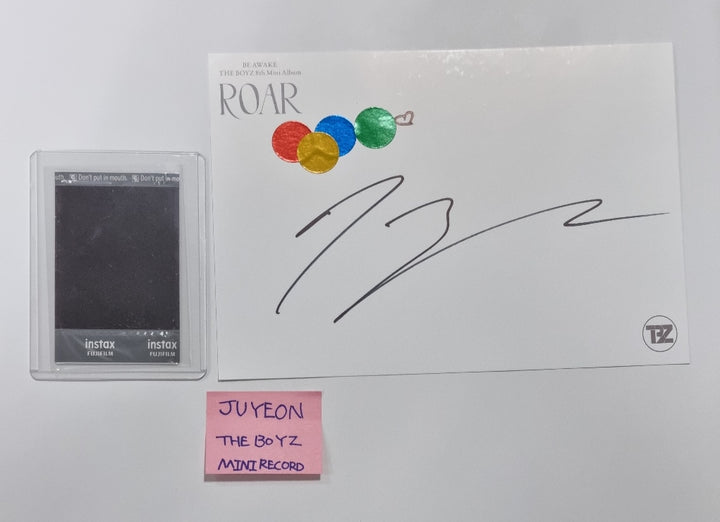 BE AWAKE
THE BOYZ 8th Mini Album
ROAR
outh. Don't put in mouth. Don't put in
instax instax
FUJIFILM FUJIFILM
TBZ
JUYEON
THE BOYZ
MINI RECORD